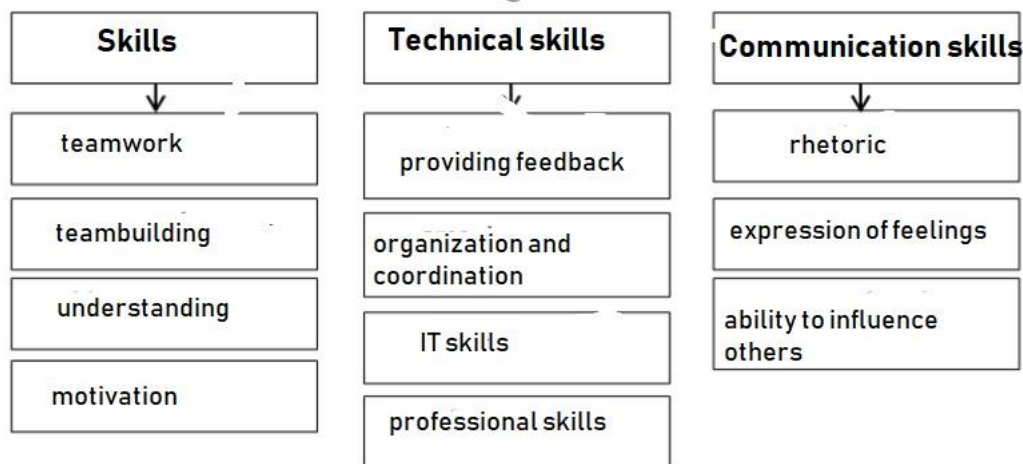 Skills
teamwork
teambuilding
understanding
motivation
Technical skills
providing feedback
organization and
coordination
IT skills
professional skills
Communication skills
rhetoric
expression of feelings
ability to influence
others